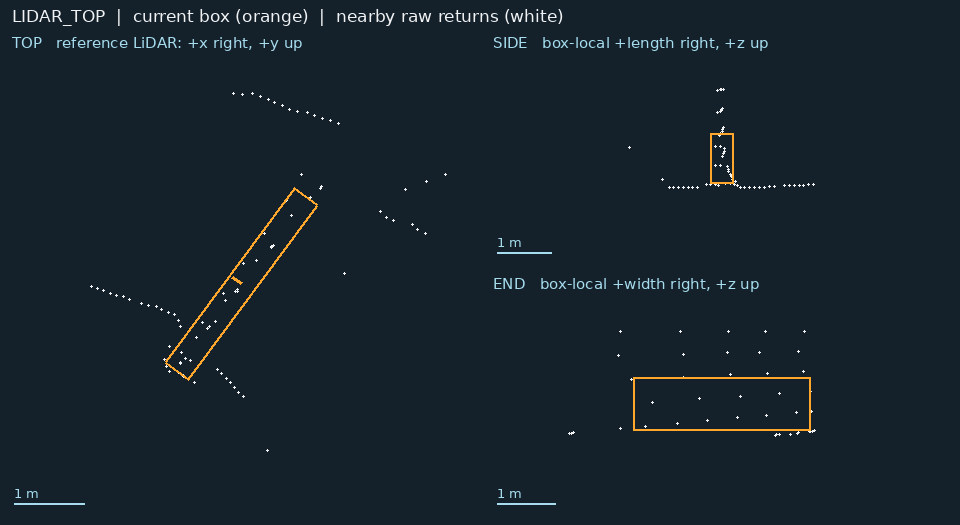 LIDAR_TOP | current box (orange) | nearby raw returns (white)
TOP reference LiDAR: +x right, +y up
SIDE box-local +length right, +z up
1 m
END box-local +width right, +z up
1 m
1 m